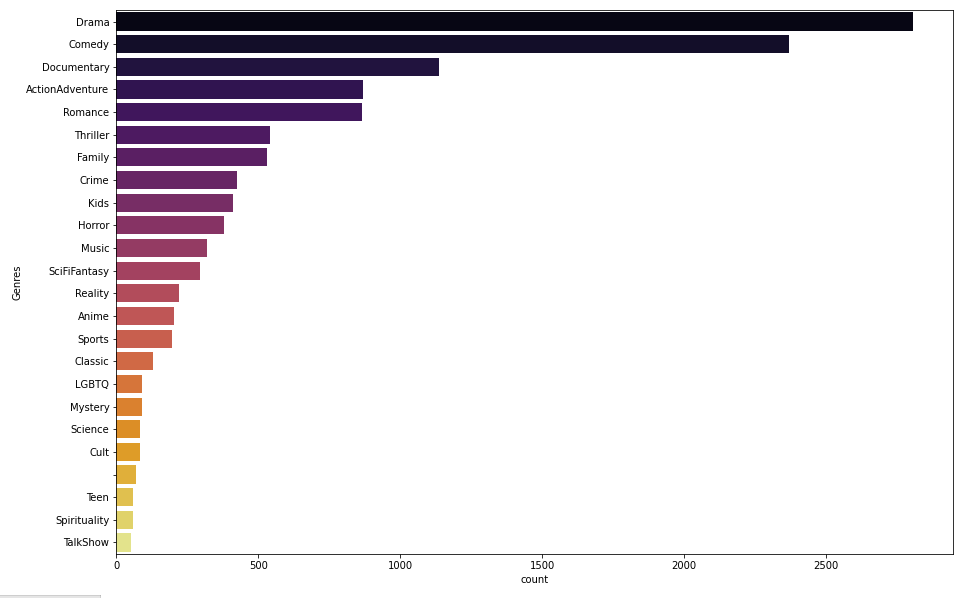 Drama
Comedy
Documentary
ActionAdventure
Romance
Thriller
Family
Crime
Kids
Horror
Music
SciFiFantasy
Genres
Reality
Anime
Sports
Classic
LGBTQ
Mystery
Science
Cult
Teen
Spirituality
TalkShow
0 500 1000 1500 2000 2500
count